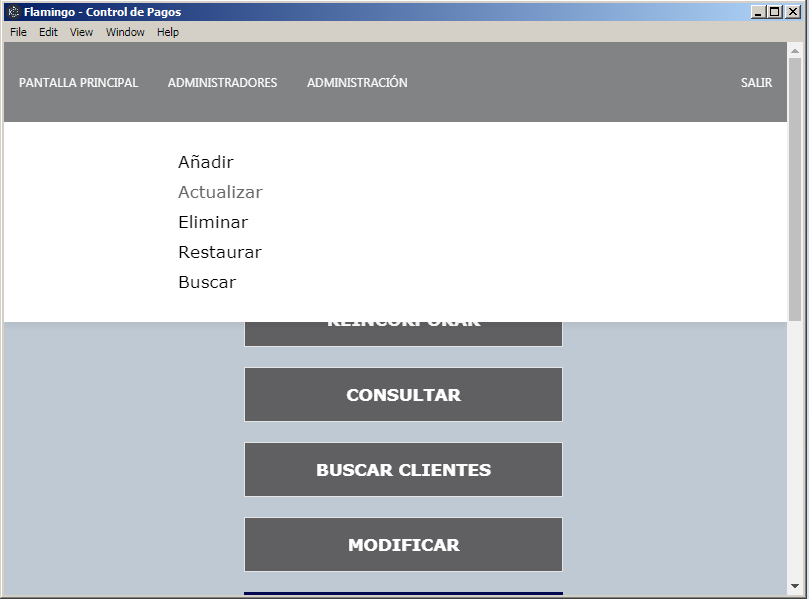 Flamingo - Control de Pagos
File Edit View Window Help
PANTALLA PRINCIPAL ADMINISTRADORES ADMINISTRACIÓN SALIR
Añadir
Actualizar
Eliminar
Restaurar
Buscar
REINCORPORAR
CONSULTAR
BUSCAR CLIENTES
MODIFICAR